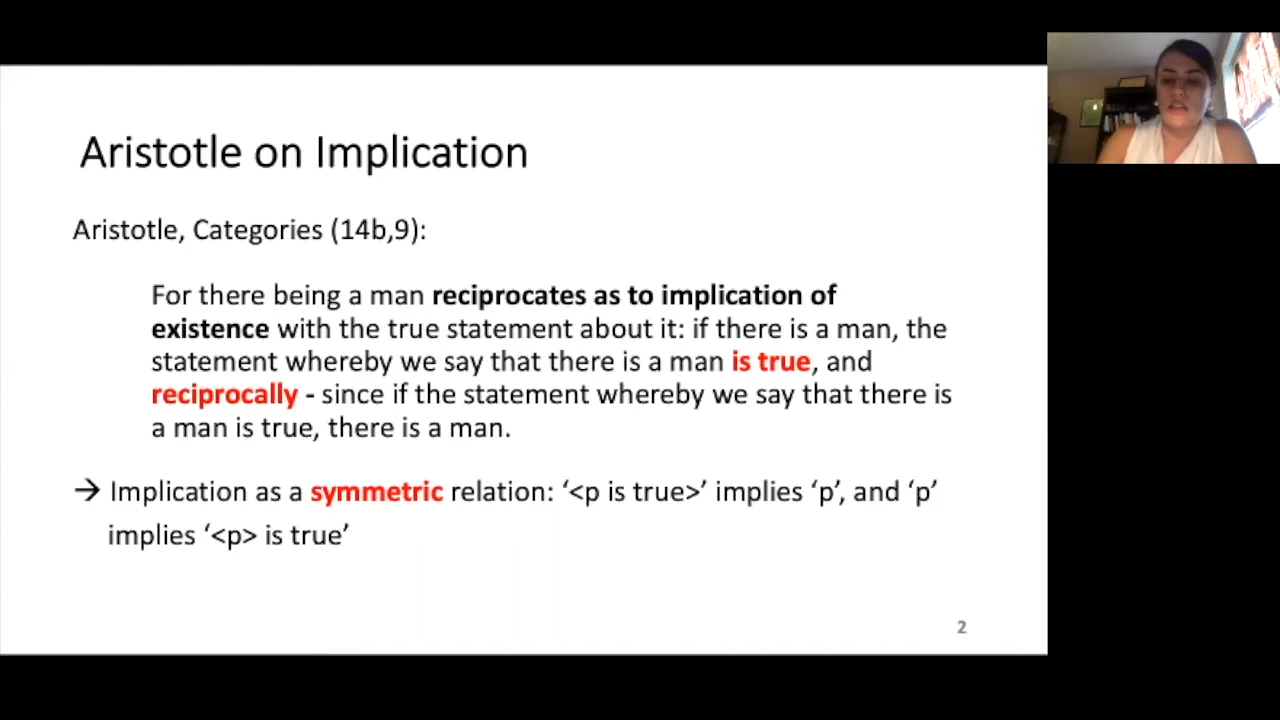 Aristotle on Implication
Aristotle, Categories (14b,9):
For there being a man reciprocates as to implication of
existence with the true statement about it: if there is a man, the
statement whereby we say that there is a man is true, and
reciprocally - since if the statement whereby we say that there is
a man is true, there is a man.
→ Implication as a symmetric relation: ‘<p is true>’ implies ‘p’, and ‘p’
implies ‘<p> is true’
2